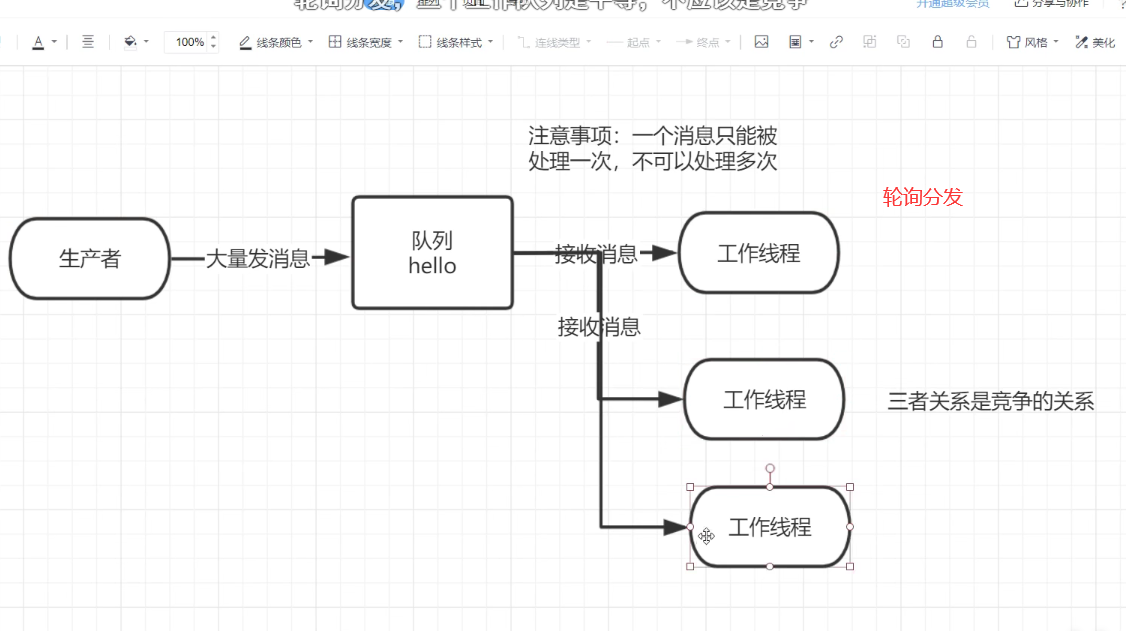 开通超级会员 分享与协作
100% 线条颜色 线条宽度 线条样式 连线类型 起点 终点 风格 美化
注意事项：一个消息只能被
处理一次，不可以处理多次
轮询分发
生产者
大量发消息
队列
hello
接收消息
工作线程
接收消息
工作线程
三者关系是竞争的关系
工作线程